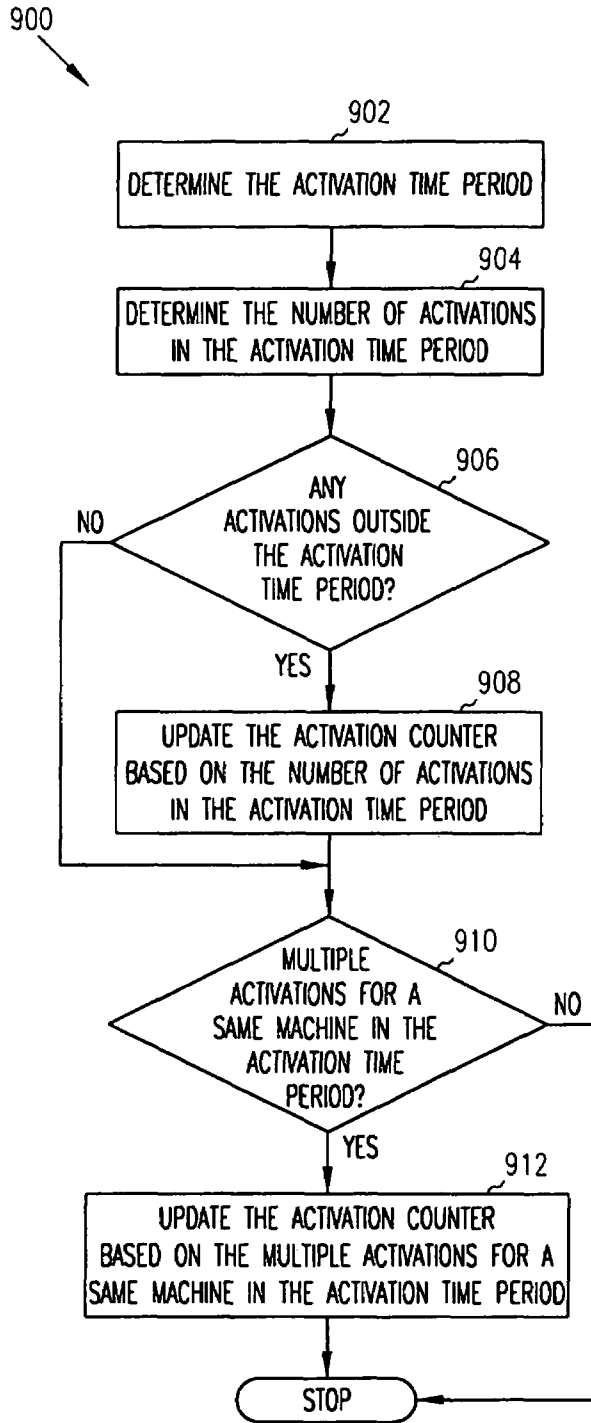 900
902
DETERMINE THE ACTIVATION TIME PERIOD
904
DETERMINE THE NUMBER OF ACTIVATIONS
IN THE ACTIVATION TIME PERIOD
906
ANY
ACTIVATIONS OUTSIDE
THE ACTIVATION
TIME PERIOD?
NO
YES
908
UPDATE THE ACTIVATION COUNTER
BASED ON THE NUMBER OF ACTIVATIONS
IN THE ACTIVATION TIME PERIOD
910
MULTIPLE
ACTIVATIONS FOR A
SAME MACHINE IN THE
ACTIVATION TIME
PERIOD?
NO
YES
912
UPDATE THE ACTIVATION COUNTER
BASED ON THE MULTIPLE ACTIVATIONS FOR A
SAME MACHINE IN THE ACTIVATION TIME PERIOD
STOP